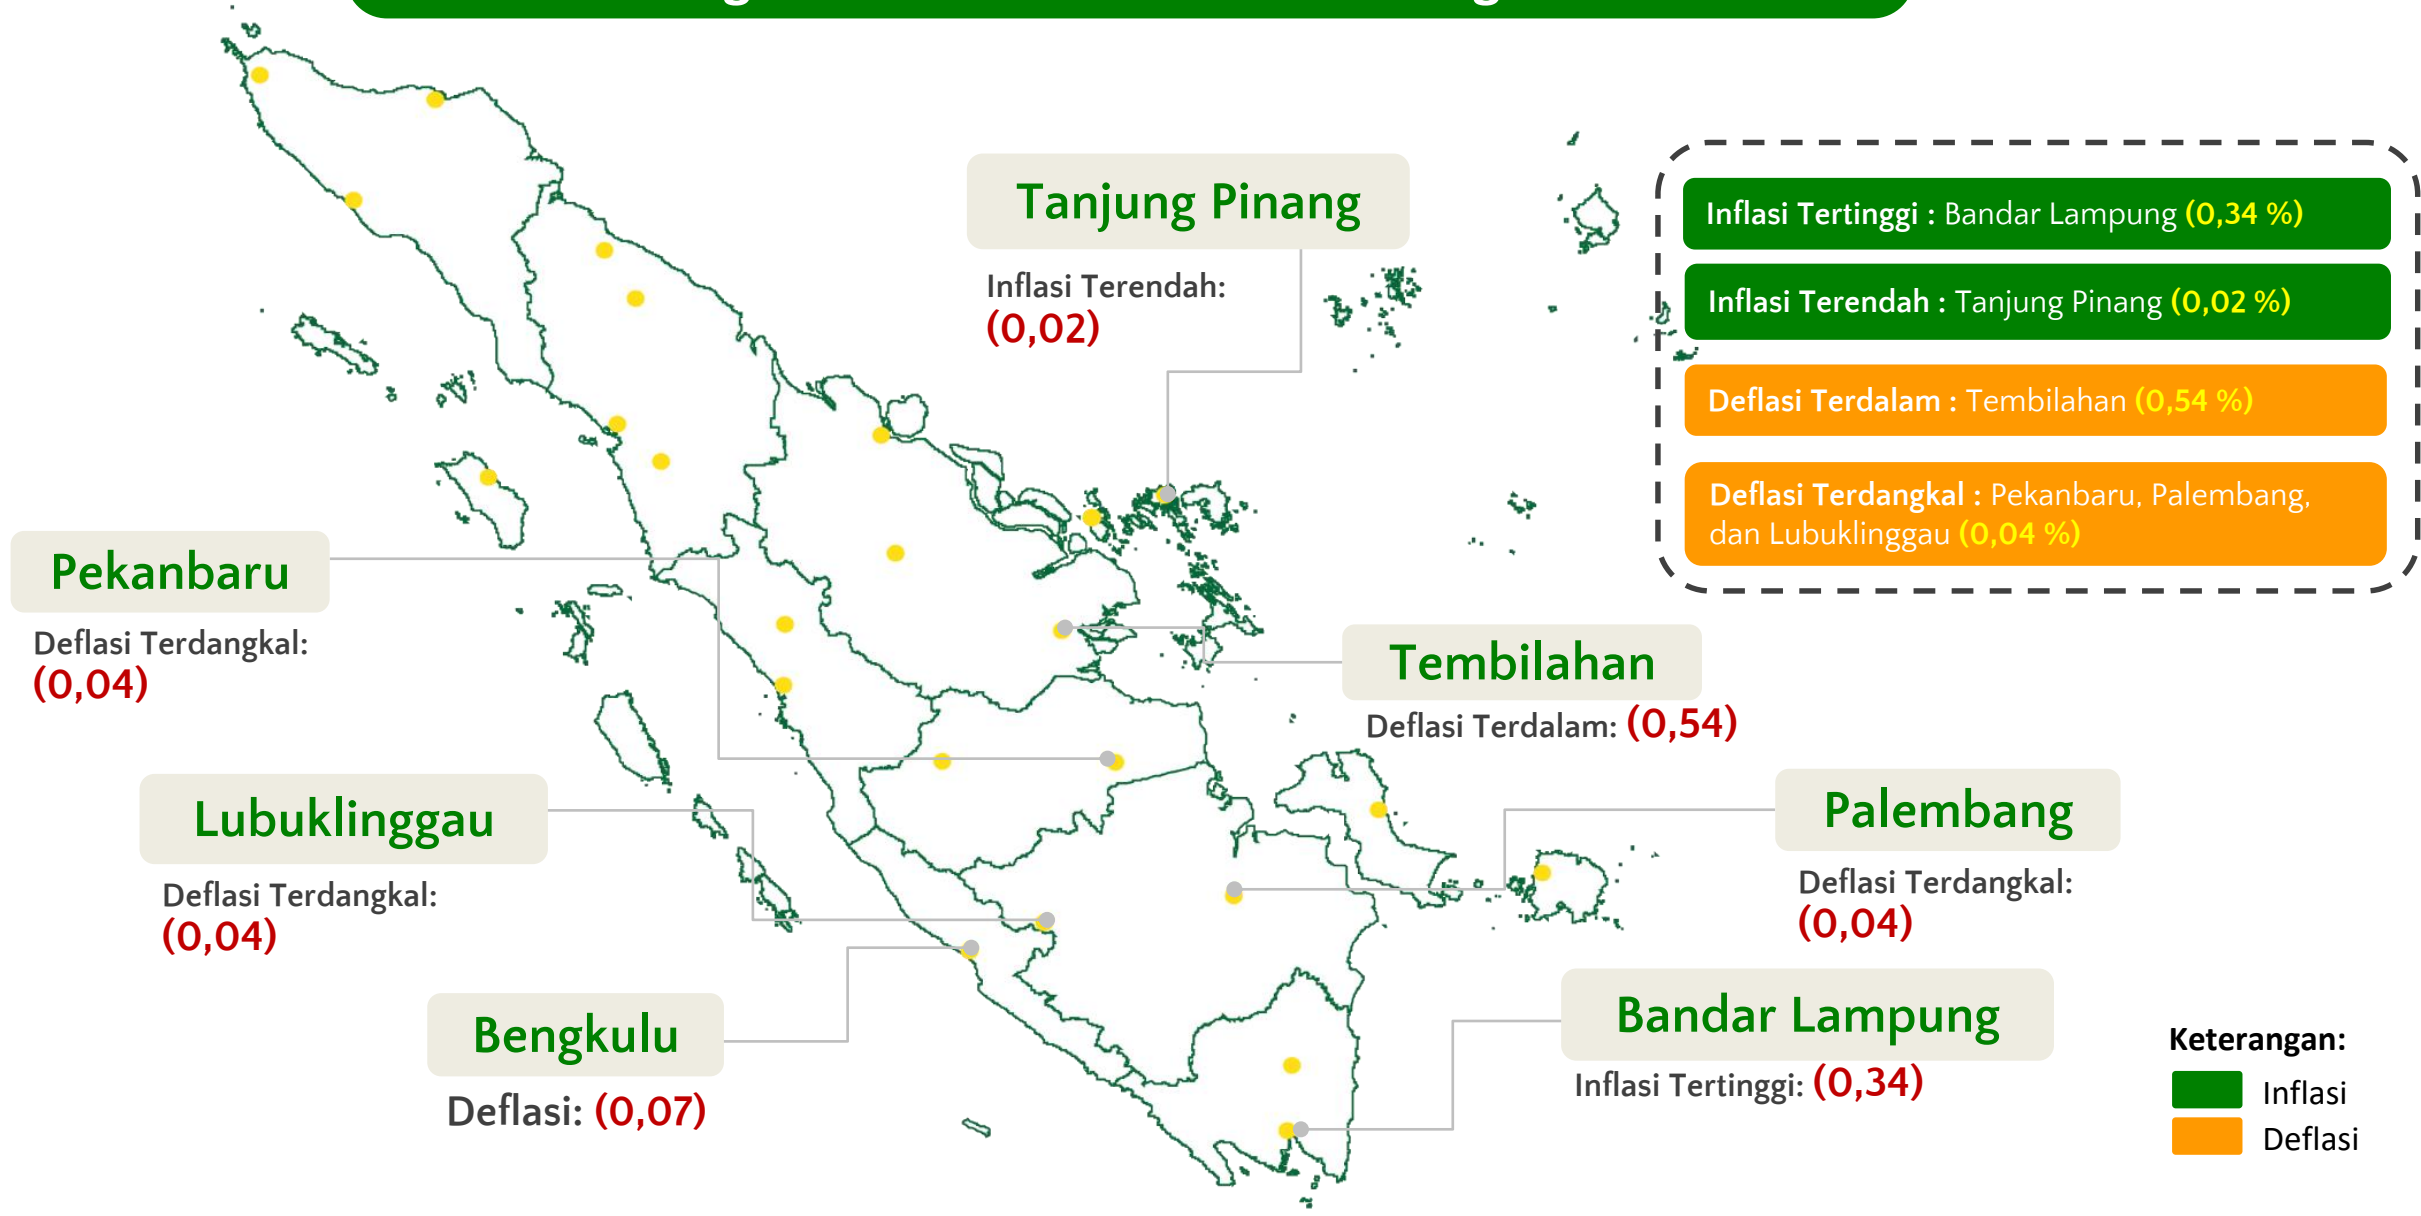 Tanjung Pinang
Inflasi Terendah:
(0,02)
Inflasi Tertinggi : Bandar Lampung (0,34 %)
Inflasi Terendah : Tanjung Pinang (0,02 %)
Deflasi Terdalam : Tembilahan (0,54 %)
Deflasi Terdangkal : Pekanbaru, Palembang,
dan Lubuklinggau (0,04 %)
Pekanbaru
Deflasi Terdangkal:
(0,04)
Tembilahan
Deflasi Terdalam: (0,54)
Lubuklinggau
Deflasi Terdangkal:
(0,04)
Palembang
Deflasi Terdangkal:
(0,04)
Bengkulu
Deflasi: (0,07)
Bandar Lampung
Inflasi Tertinggi: (0,34)
Keterangan:
Inflasi
Deflasi